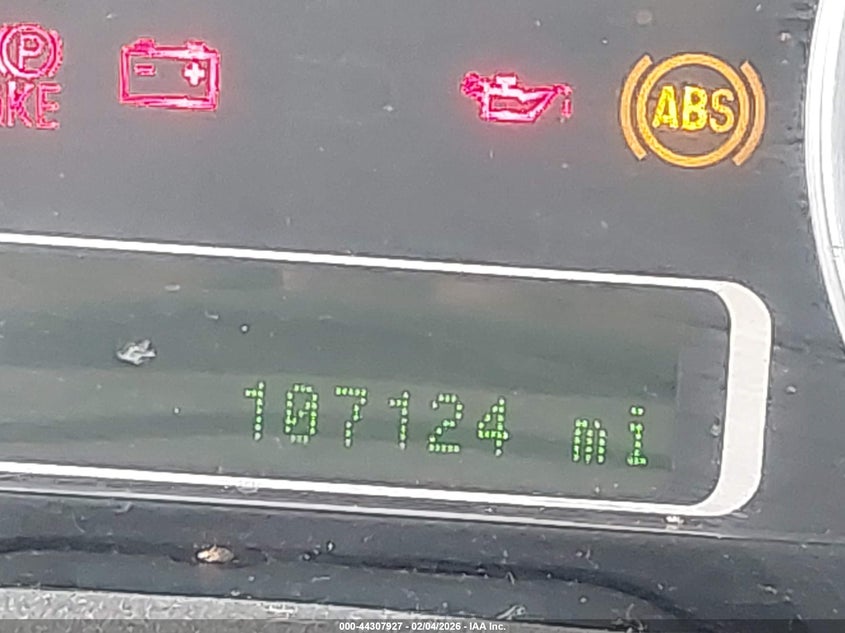 P
KE
- +
ABS
107124 mi
000-44307927 - 02/04/2026 - IAA Inc.